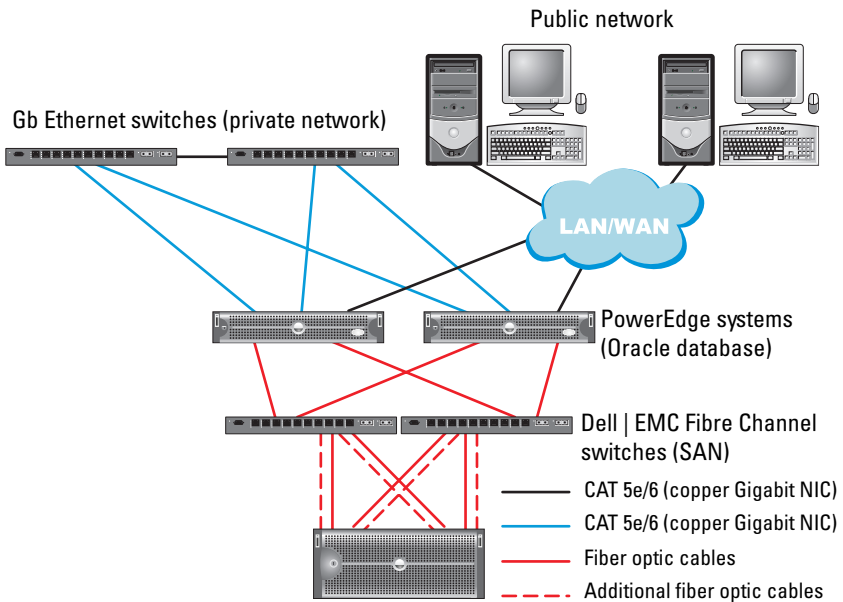 Public network
Gb Ethernet switches (private network)
LAN/WAN
PowerEdge systems
(Oracle database)
Dell | EMC Fibre Channel
switches (SAN)
CAT 5e/6 (copper Gigabit NIC)
CAT 5e/6 (copper Gigabit NIC)
Fiber optic cables
Additional fiber optic cables